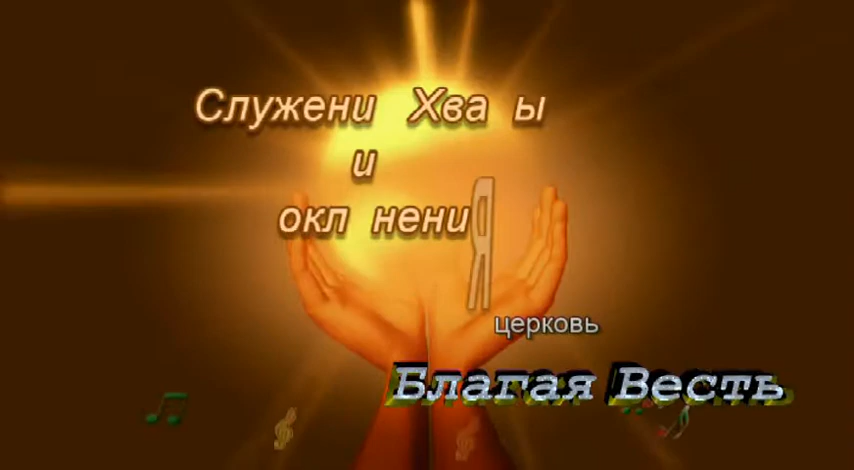 Служени Хва ы
и
окл нениЯ
церковь
Благая Весть